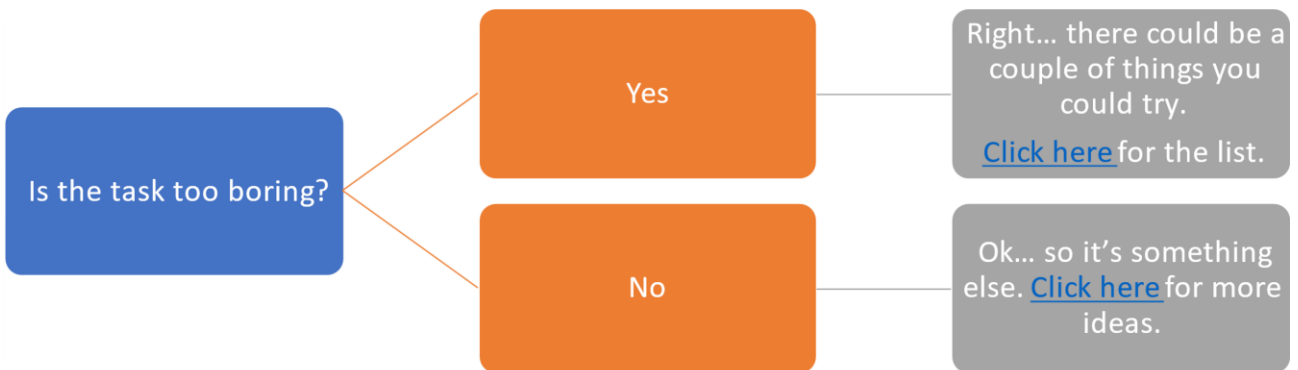 Is the task too boring?
Yes
Right… there could be a
couple of things you
could try.
Click here for the list.
No
Ok… so it’s something
else. Click here for more
ideas.